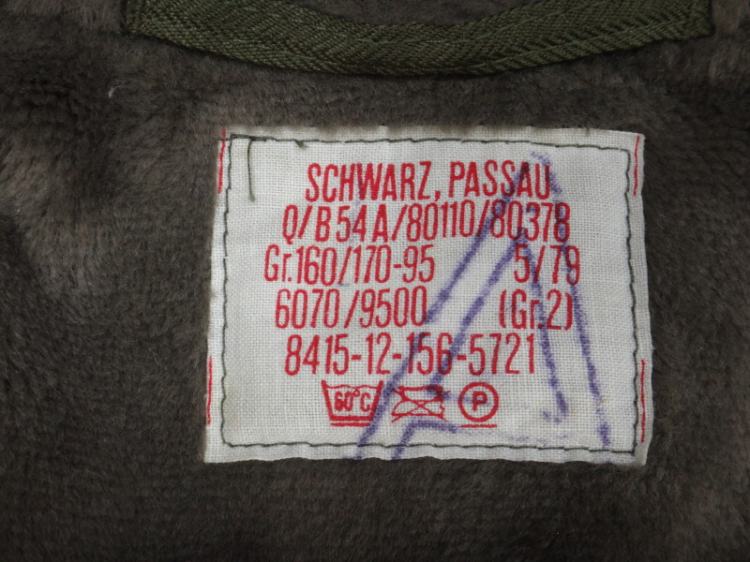 SCHWARZ, PASSAU
Q/B 54 A/80110/80378
Gr.160/170-95 5/79
6070/9500 (Gr.2)
8415-12-156-5721
60°C P